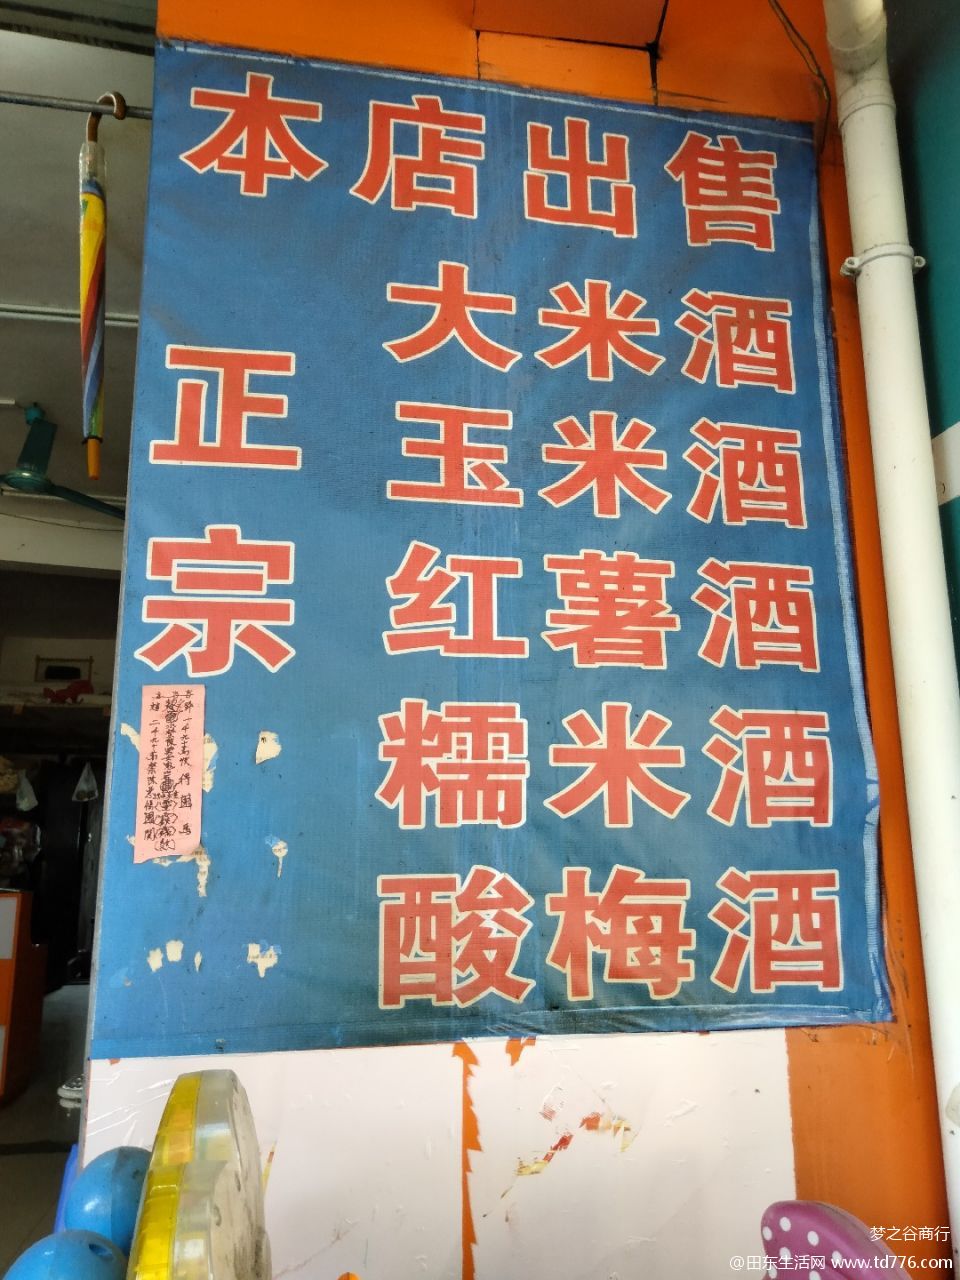 本店出售
正宗
大米酒
玉米酒
红薯酒
糯米酒
酸梅酒
梦之谷商行
@田东生活网 www.td776.com